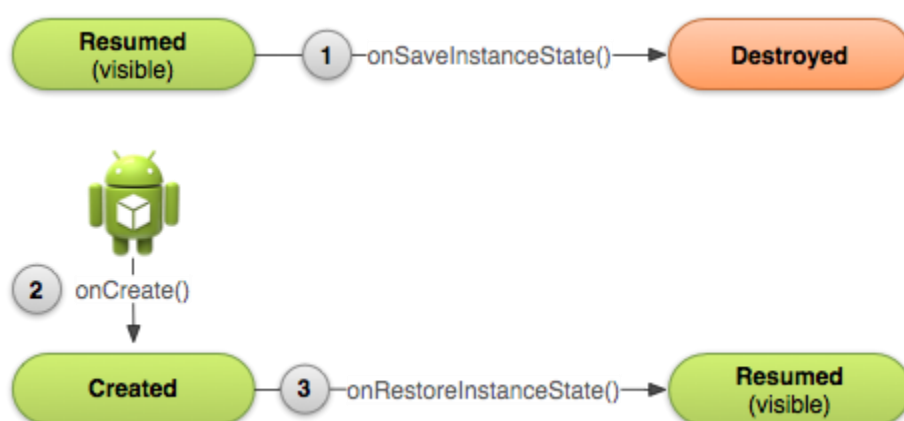 Resumed
(visible)
1
onSaveInstanceState()
Destroyed
2
onCreate()
Created
3
onRestoreInstanceState()
Resumed
(visible)